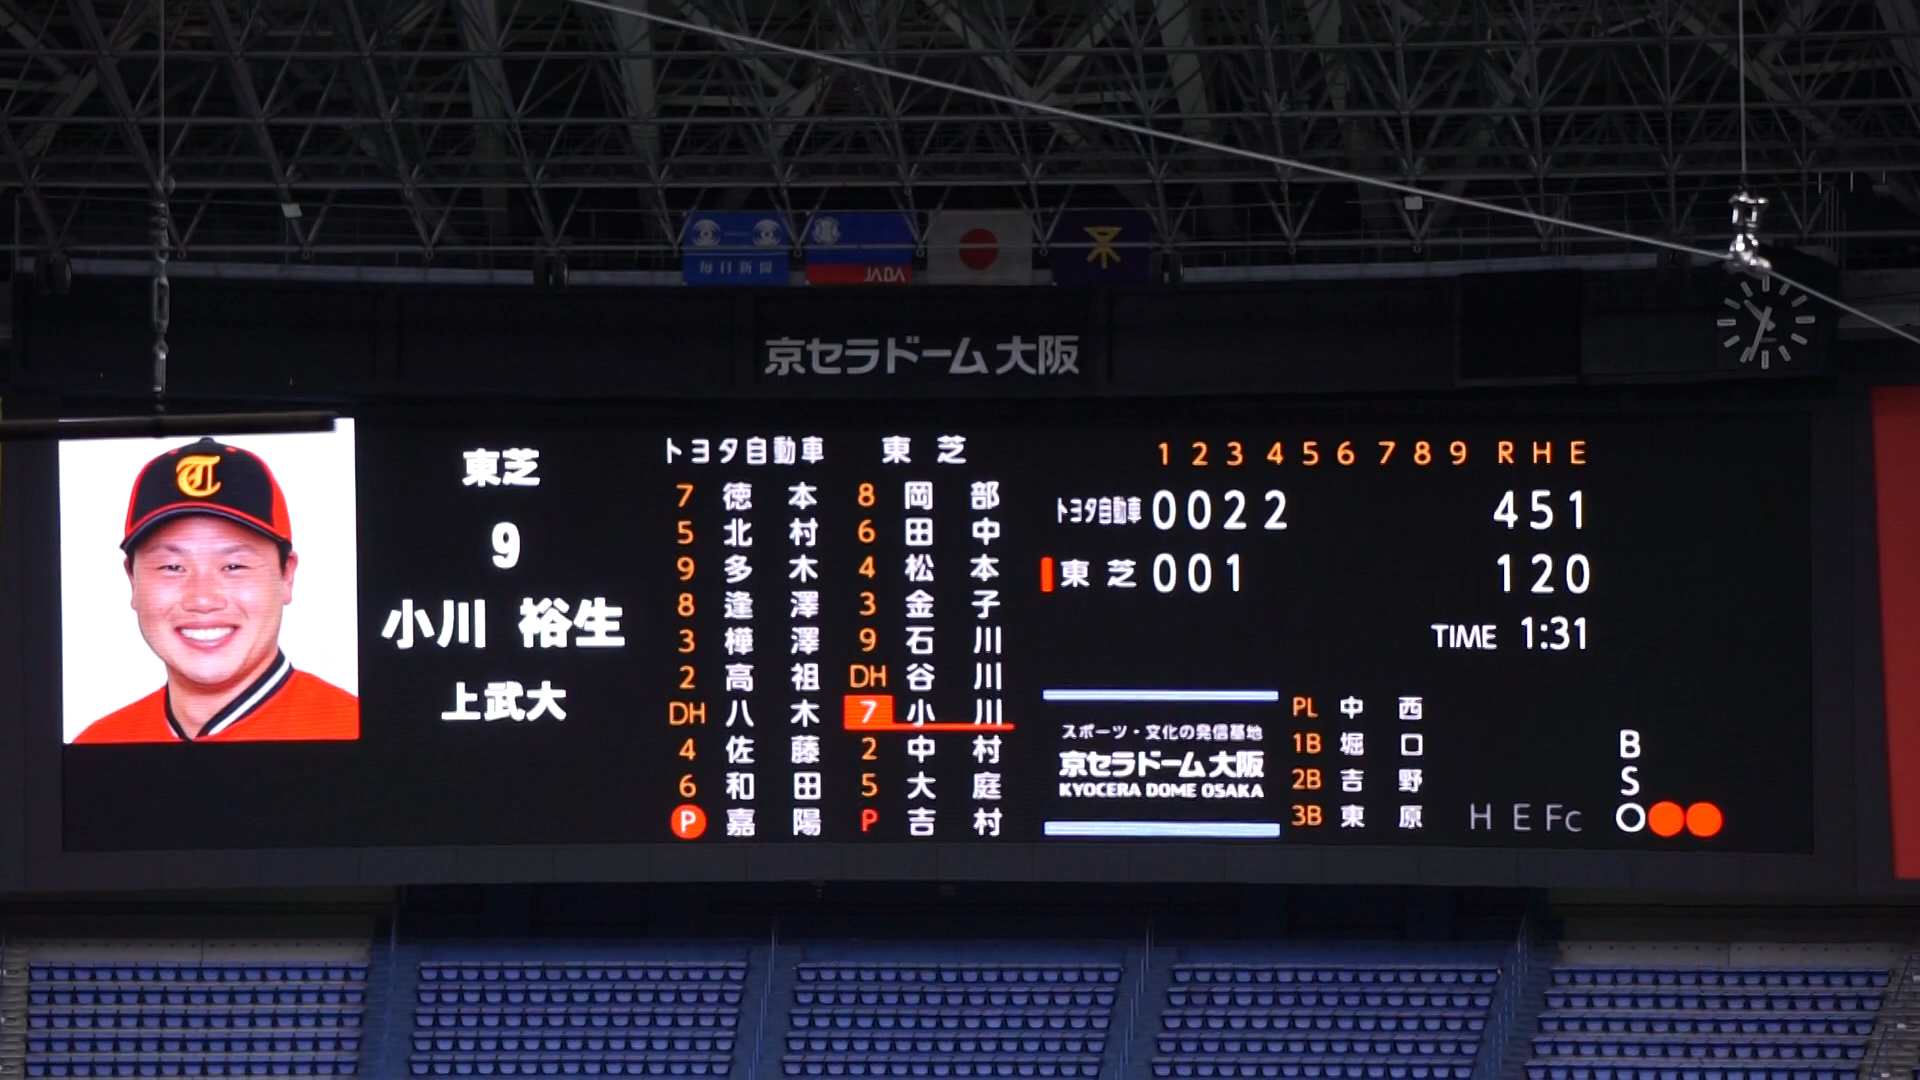 毎日新聞
JABA
京セラドーム大阪
東芝
9
小川 裕生
上武大
トヨタ自動車 東芝
7 徳本 8 岡部
5 北村 6 田中
9 多木 4 松本
8 逢澤 3 金子
3 樺澤 9 石川
2 高祖 DH 谷川
DH 八木 7 小川
4 佐藤 2 中村
6 和田 5 大庭
P 嘉陽 P 吉村
1 2 3 4 5 6 7 8 9 R H E
トヨタ自動車 0 0 2 2 4 5 1
東芝 0 0 1 1 2 0
TIME 1:31
スポーツ・文化の発信基地
京セラドーム大阪
KYOCERA DOME OSAKA
PL 中西
1B 堀口
2B 吉野
3B 東原
H E Fc
B
S
O